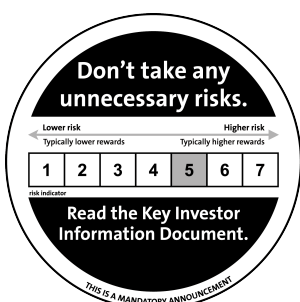 Don't take any
unnecessary risks.
Lower risk Higher risk
Typically lower rewards Typically higher rewards
1 2 3 4 5 6 7
risk indicator
Read the Key Investor
Information Document.
THIS IS A MANDATORY ANNOUNCEMENT